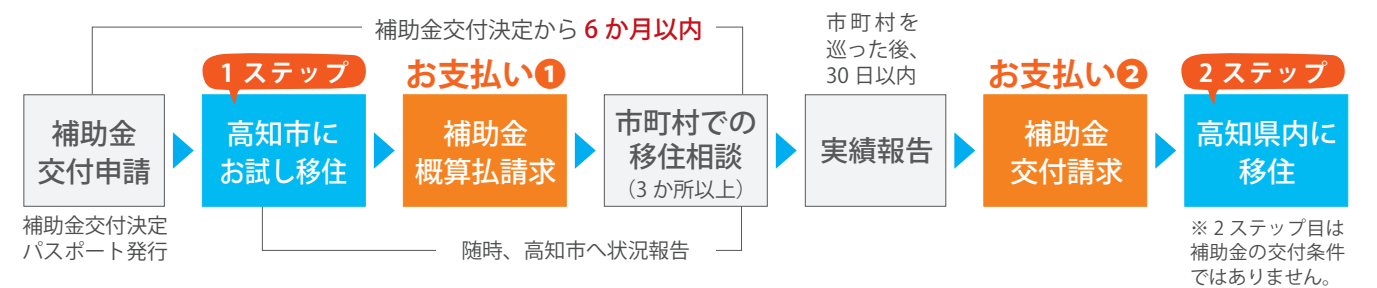 補助金交付決定から 6 か月以内
補助金
交付申請
補助金交付決定
パスポート発行
1 ステップ
高知市に
お試し移住
お支払い❶
補助金
概算払請求
市町村での
移住相談
（3 か所以上）
随時、高知市へ状況報告
市町村を
巡った後、
30 日以内
実績報告
お支払い❷
補助金
交付請求
2 ステップ
高知県内に
移住
※ 2 ステップ目は
補助金の交付条件
ではありません。